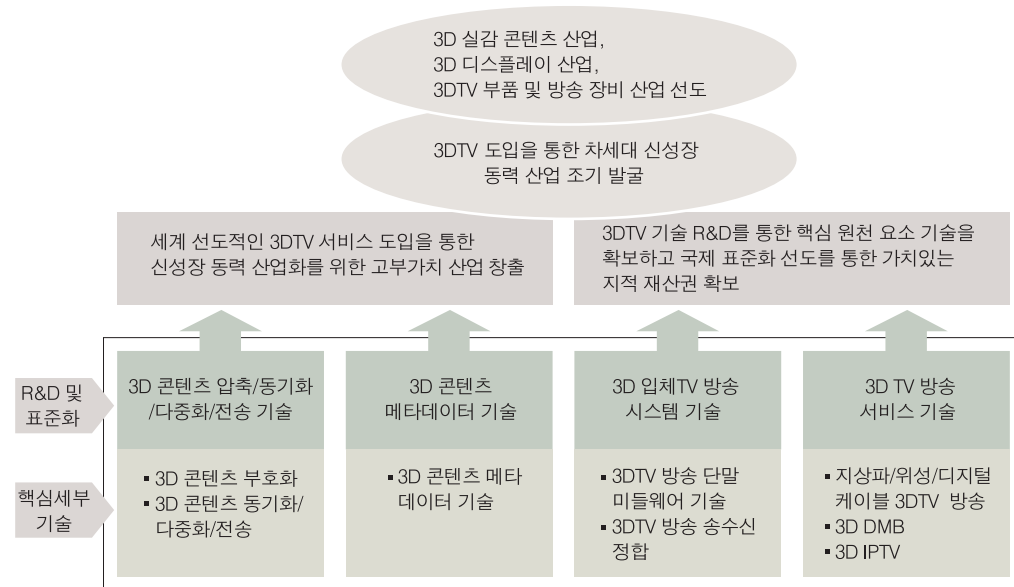 3D 실감 콘텐츠 산업,
3D 디스플레이 산업,
3DTV 부품 및 방송 장비 산업 선도
3DTV 도입을 통한 차세대 신성장
동력 산업 조기 발굴
세계 선도적인 3DTV 서비스 도입을 통한
신성장 동력 산업화를 위한 고부가치 산업 창출
3DTV 기술 R&D를 통한 핵심 원천 요소 기술을
확보하고 국제 표준화 선도를 통한 가치있는
지적 재산권 확보
R&D 및
표준화
3D 콘텐츠 압축/동기화
/다중화/전송 기술
3D 콘텐츠
메타데이터 기술
3D 입체TV 방송
시스템 기술
3D TV 방송
서비스 기술
핵심세부
기술
▪ 3D 콘텐츠 부호화
▪ 3D 콘텐츠 동기화/
다중화/전송
▪ 3D 콘텐츠 메타
데이터 기술
▪ 3DTV 방송 단말
미들웨어 기술
▪ 3DTV 방송 송수신
정합
▪ 지상파/위성/디지털
케이블 3DTV 방송
▪ 3D DMB
▪ 3D IPTV